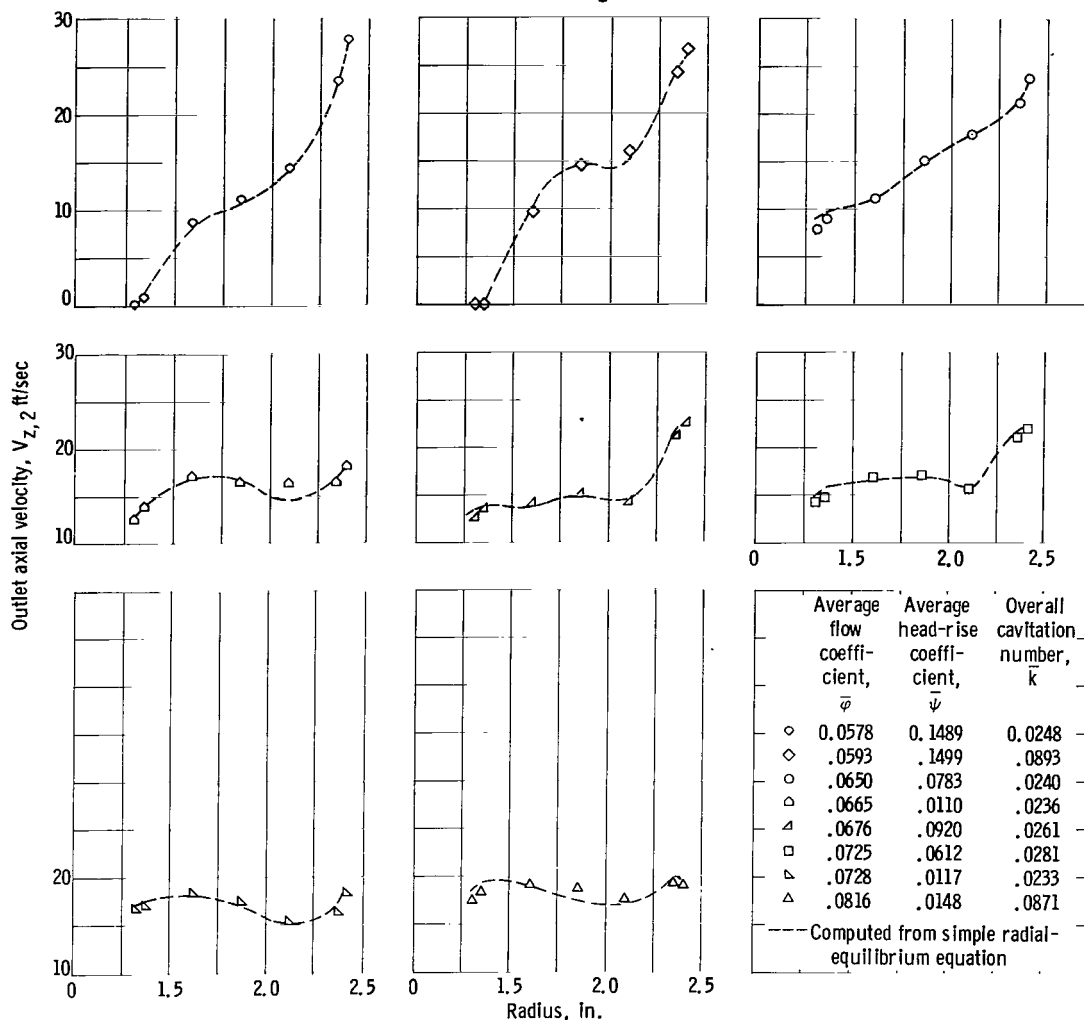 30
20
10
0
30
20
10
0
1.5
2.0
2.5
Outlet axial velocity, V_z,2 ft/sec
20
10
0
1.5
2.0
2.5
0
1.5
2.0
2.5
Radius, in.
Average flow coeffi- cient, φ̄
Average head-rise coeffi- cient, ψ̄
Overall cavitation number, k̄
0.0578 0.1489 0.0248
.0593 .1499 .0893
.0650 .0783 .0240
.0665 .0110 .0236
.0676 .0920 .0261
.0725 .0612 .0281
.0728 .0117 .0233
.0816 .0148 .0871
Computed from simple radial-
equilibrium equation